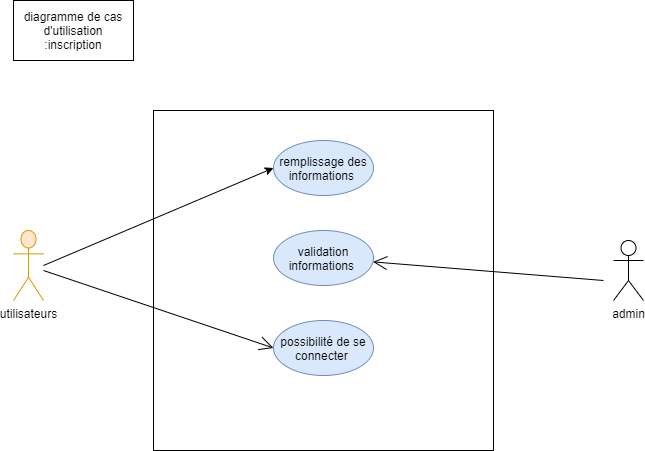 diagramme de cas
d'utilisation
:inscription
remplissage des
informations
validation
informations
utilisateurs
admin
possibilité de se
connecter